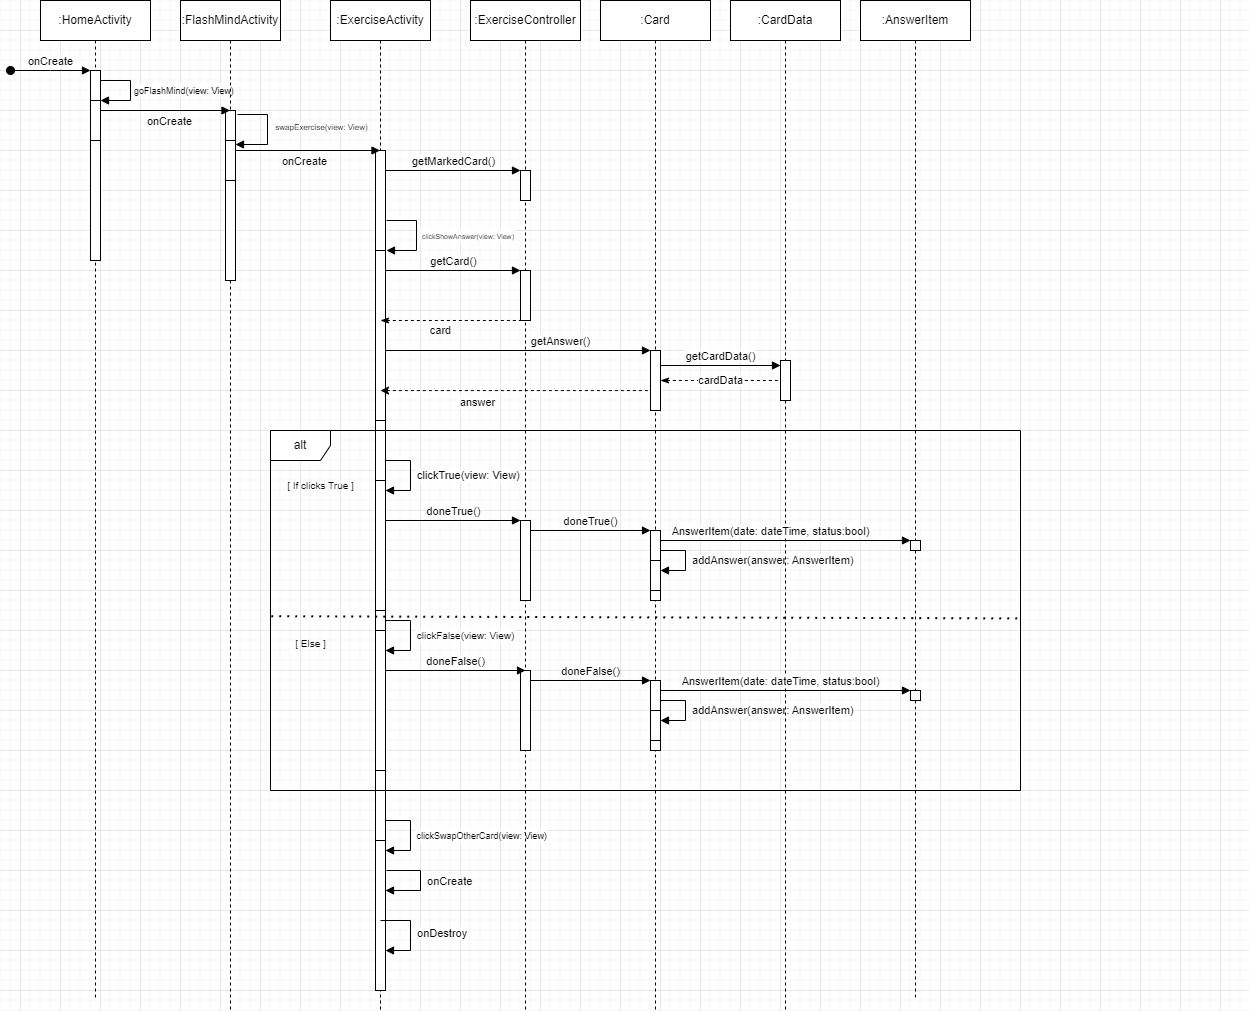 :HomeActivity
:FlashMindActivity
:ExerciseActivity
:ExerciseController
:Card
:CardData
:AnswerItem
onCreate
goFlashMind(view: View)
onCreate
swapExercise(view: View)
onCreate
getMarkedCard()
clickShowAnswer(view: View)
getCard()
card
getAnswer()
getCardData()
cardData
answer
alt
[ If clicks True ]
clickTrue(view: View)
doneTrue()
doneTrue()
AnswerItem(date: dateTime, status:bool)
addAnswer(answer: AnswerItem)
[ Else ]
clickFalse(view: View)
doneFalse()
doneFalse()
AnswerItem(date: dateTime, status:bool)
addAnswer(answer: AnswerItem)
clickSwapOtherCard(view: View)
onCreate
onDestroy